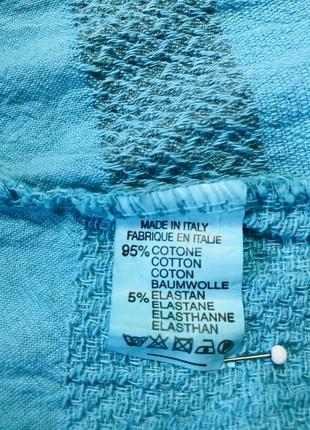 MADE IN ITALY
FABRIQUE EN ITALIE
95% COTONE
COTTON
COTON
BAUMWOLLE
5% ELASTAN
ELASTANE
ELASTHANNE
ELASTHAN